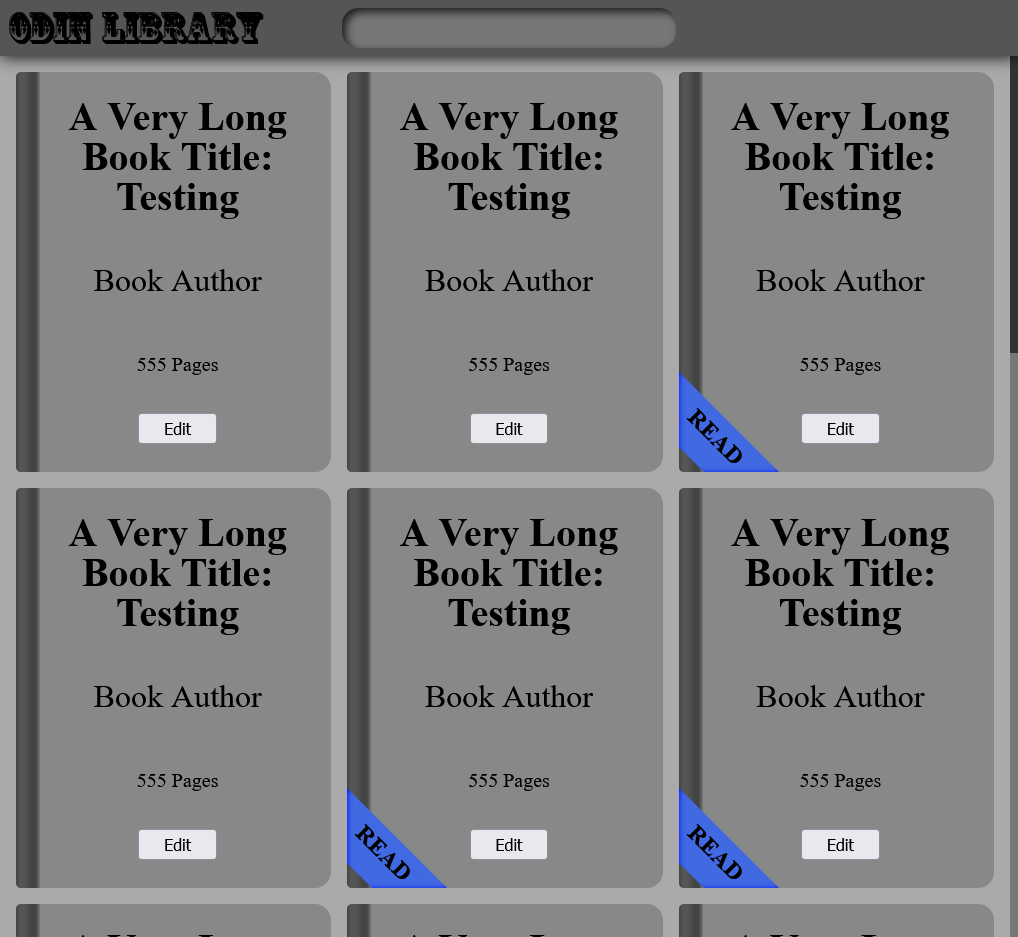 ODIN LIBRARY
A Very Long
Book Title:
Testing
Book Author
555 Pages
Edit
A Very Long
Book Title:
Testing
Book Author
555 Pages
Edit
A Very Long
Book Title:
Testing
Book Author
555 Pages
READ
Edit
A Very Long
Book Title:
Testing
Book Author
555 Pages
Edit
A Very Long
Book Title:
Testing
Book Author
555 Pages
READ
Edit
A Very Long
Book Title:
Testing
Book Author
555 Pages
READ
Edit